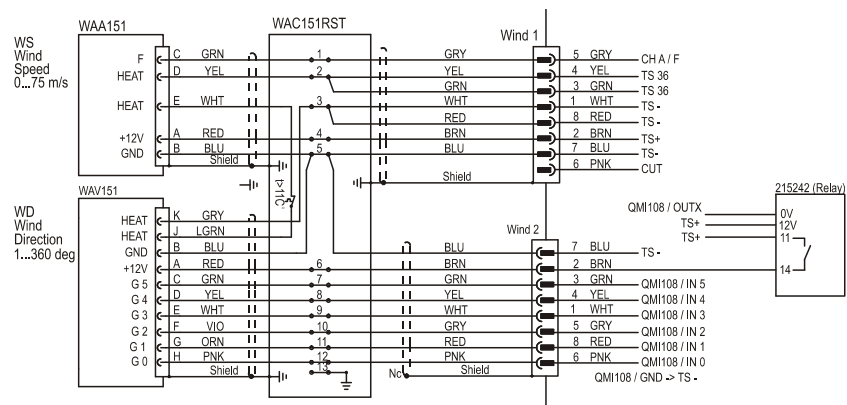 WAA151
WAC151RST
Wind 1
WS
Wind
Speed
0...75 m/s
F C GRN 1 GRY 5 GRY CH A / F
HEAT D YEL 2 YEL 4 YEL TS 36
GRN 3 GRN TS 36
HEAT E WHT 3 WHT 1 WHT TS -
RED 8 RED TS -
+12V A RED 4 BRN 2 BRN TS+
GND B BLU 5 BLU 7 BLU TS-
Shield
6 PNK CUT
t>11C°
Shield
WAV151
215242 (Relay)
WD
Wind
Direction
1...360 deg
HEAT K GRY
HEAT J LGRN
Wind 2
QMI108 / OUTX 0V
TS+ 12V
TS+ 11
GND B BLU BLU 7 BLU TS -
+12V A RED 6 BRN 2 BRN 14
G 5 C GRN 7 GRN 3 GRN QMI108 / IN 5
G 4 D YEL 8 YEL 4 YEL QMI108 / IN 4
G 3 E WHT 9 WHT 1 WHT QMI108 / IN 3
G 2 F VIO 10 GRY 5 GRY QMI108 / IN 2
G 1 G ORN 11 RED 8 RED QMI108 / IN 1
G 0 H PNK 12 PNK 6 PNK QMI108 / IN 0
Shield 13 Nc Shield
QMI108 / GND -> TS -